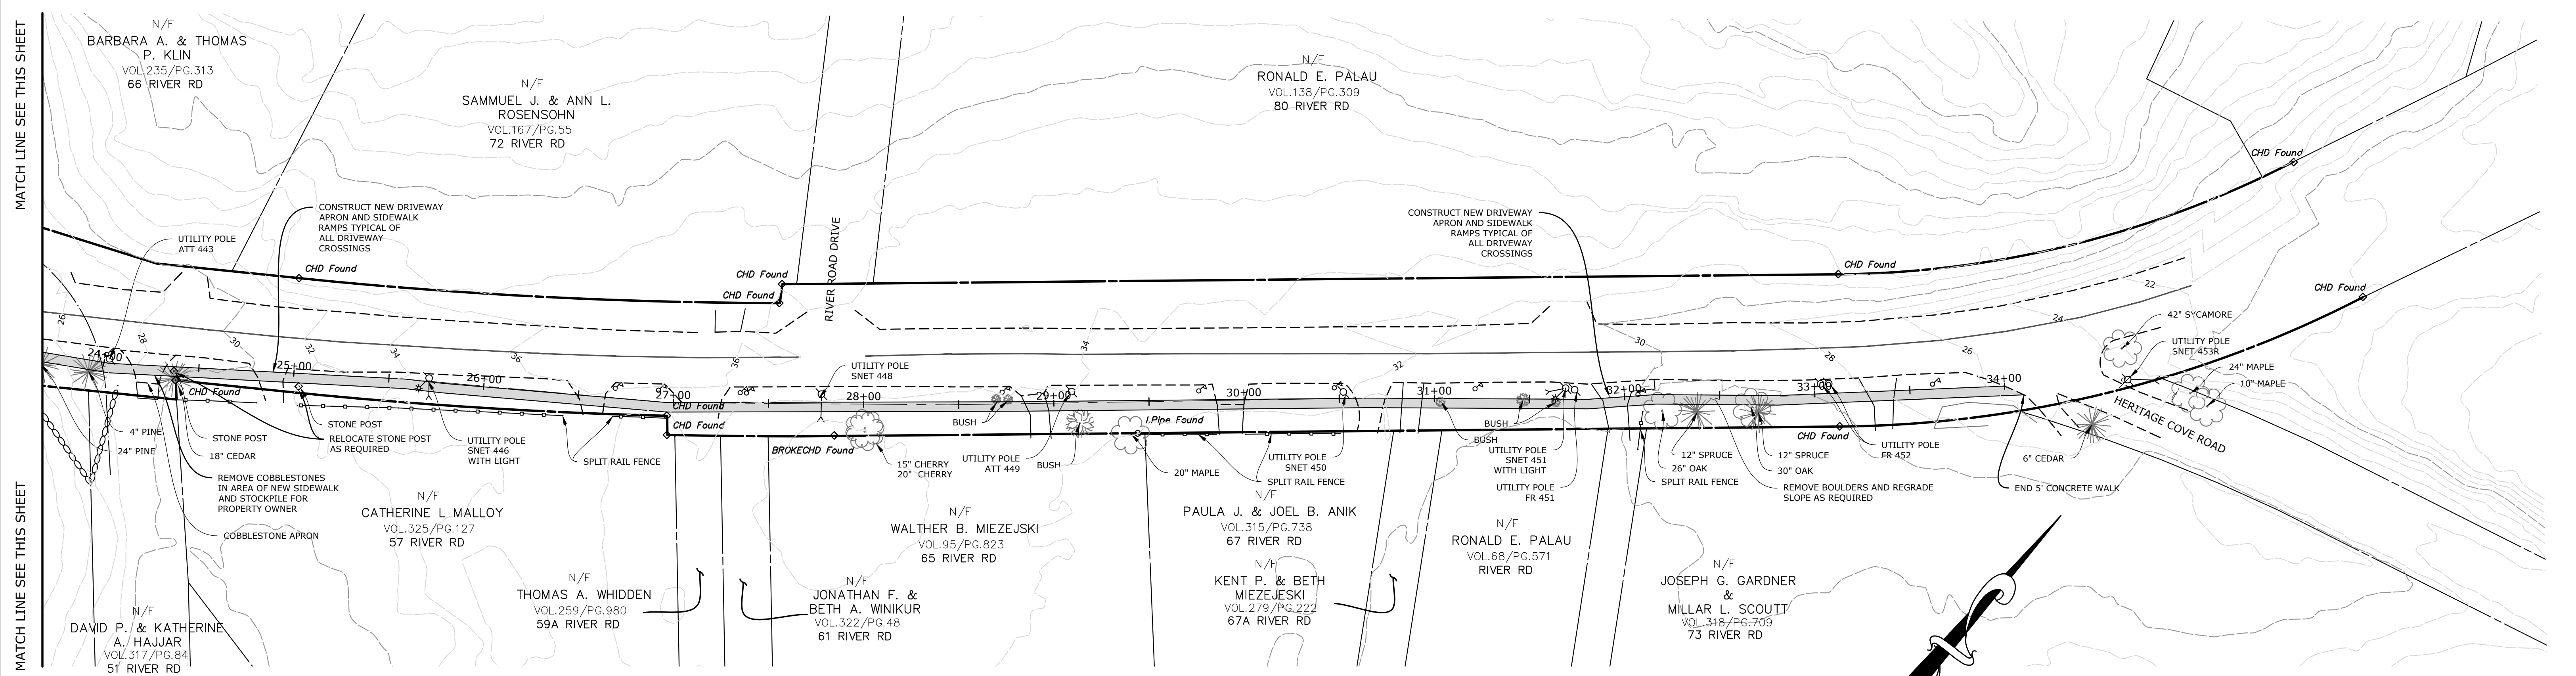 MATCH LINE SEE THIS SHEET
MATCH LINE SEE THIS SHEET
N/F
BARBARA A. & THOMAS
P. KLIN
VOL.235/PG.313
66 RIVER RD
N/F
SAMMUEL J. & ANN L.
ROSENSOHN
VOL.167/PG.55
72 RIVER RD
N/F
RONALD E. PALAU
VOL.138/PG.309
80 RIVER RD
CHD Found
CONSTRUCT NEW DRIVEWAY
APRON AND SIDEWALK
RAMPS TYPICAL OF
ALL DRIVEWAY
CROSSINGS
UTILITY POLE
ATT 443
CHD Found
CHD Found
CHD Found
RIVER ROAD DRIVE
CONSTRUCT NEW DRIVEWAY
APRON AND SIDEWALK
RAMPS TYPICAL OF
ALL DRIVEWAY
CROSSINGS
CHD Found
CHD Found
22
24
26
28
30
32
34
36
36
34
32
30
28
26
42" SYCAMORE
UTILITY POLE
SNET 453R
24" MAPLE
10" MAPLE
HERITAGE COVE ROAD
24+00
25+00
26+00
27+00
28+00
29+00
30+00
31+00
32+00
33+00
34+00
UTILITY POLE
SNET 448
CHD Found
CHD Found
CHD Found
BROKECHD Found
I.Pipe Found
CHD Found
4" PINE
24" PINE
STONE POST
18" CEDAR
STONE POST
RELOCATE STONE POST
AS REQUIRED
UTILITY POLE
SNET 446
WITH LIGHT
SPLIT RAIL FENCE
REMOVE COBBLESTONES
IN AREA OF NEW SIDEWALK
AND STOCKPILE FOR
PROPERTY OWNER
COBBLESTONE APRON
15" CHERRY
20" CHERRY
BUSH
UTILITY POLE
ATT 449
BUSH
20" MAPLE
UTILITY POLE
SNET 450
SPLIT RAIL FENCE
BUSH
BUSH
UTILITY POLE
SNET 451
WITH LIGHT
UTILITY POLE
FR 451
12" SPRUCE
26" OAK
SPLIT RAIL FENCE
12" SPRUCE
30" OAK
REMOVE BOULDERS AND REGRADE
SLOPE AS REQUIRED
UTILITY POLE
FR 452
6" CEDAR
END 5' CONCRETE WALK
N/F
CATHERINE L MALLOY
VOL.325/PG.127
57 RIVER RD
N/F
WALTHER B. MIEZEJSKI
VOL.95/PG.823
65 RIVER RD
N/F
PAULA J. & JOEL B. ANIK
VOL.315/PG.738
67 RIVER RD
N/F
RONALD E. PALAU
VOL.68/PG.571
RIVER RD
N/F
THOMAS A. WHIDDEN
VOL.259/PG.980
59A RIVER RD
N/F
JONATHAN F. &
BETH A. WINIKUR
VOL.322/PG.48
61 RIVER RD
N/F
KENT P. & BETH
MIEZEJESKI
VOL.279/PG.222
67A RIVER RD
N/F
JOSEPH G. GARDNER
&
MILLAR L. SCOUTT
VOL.318/PG.709
73 RIVER RD
N/F
DAVID P. & KATHERINE
A. HAJJAR
VOL.317/PG.84
51 RIVER RD